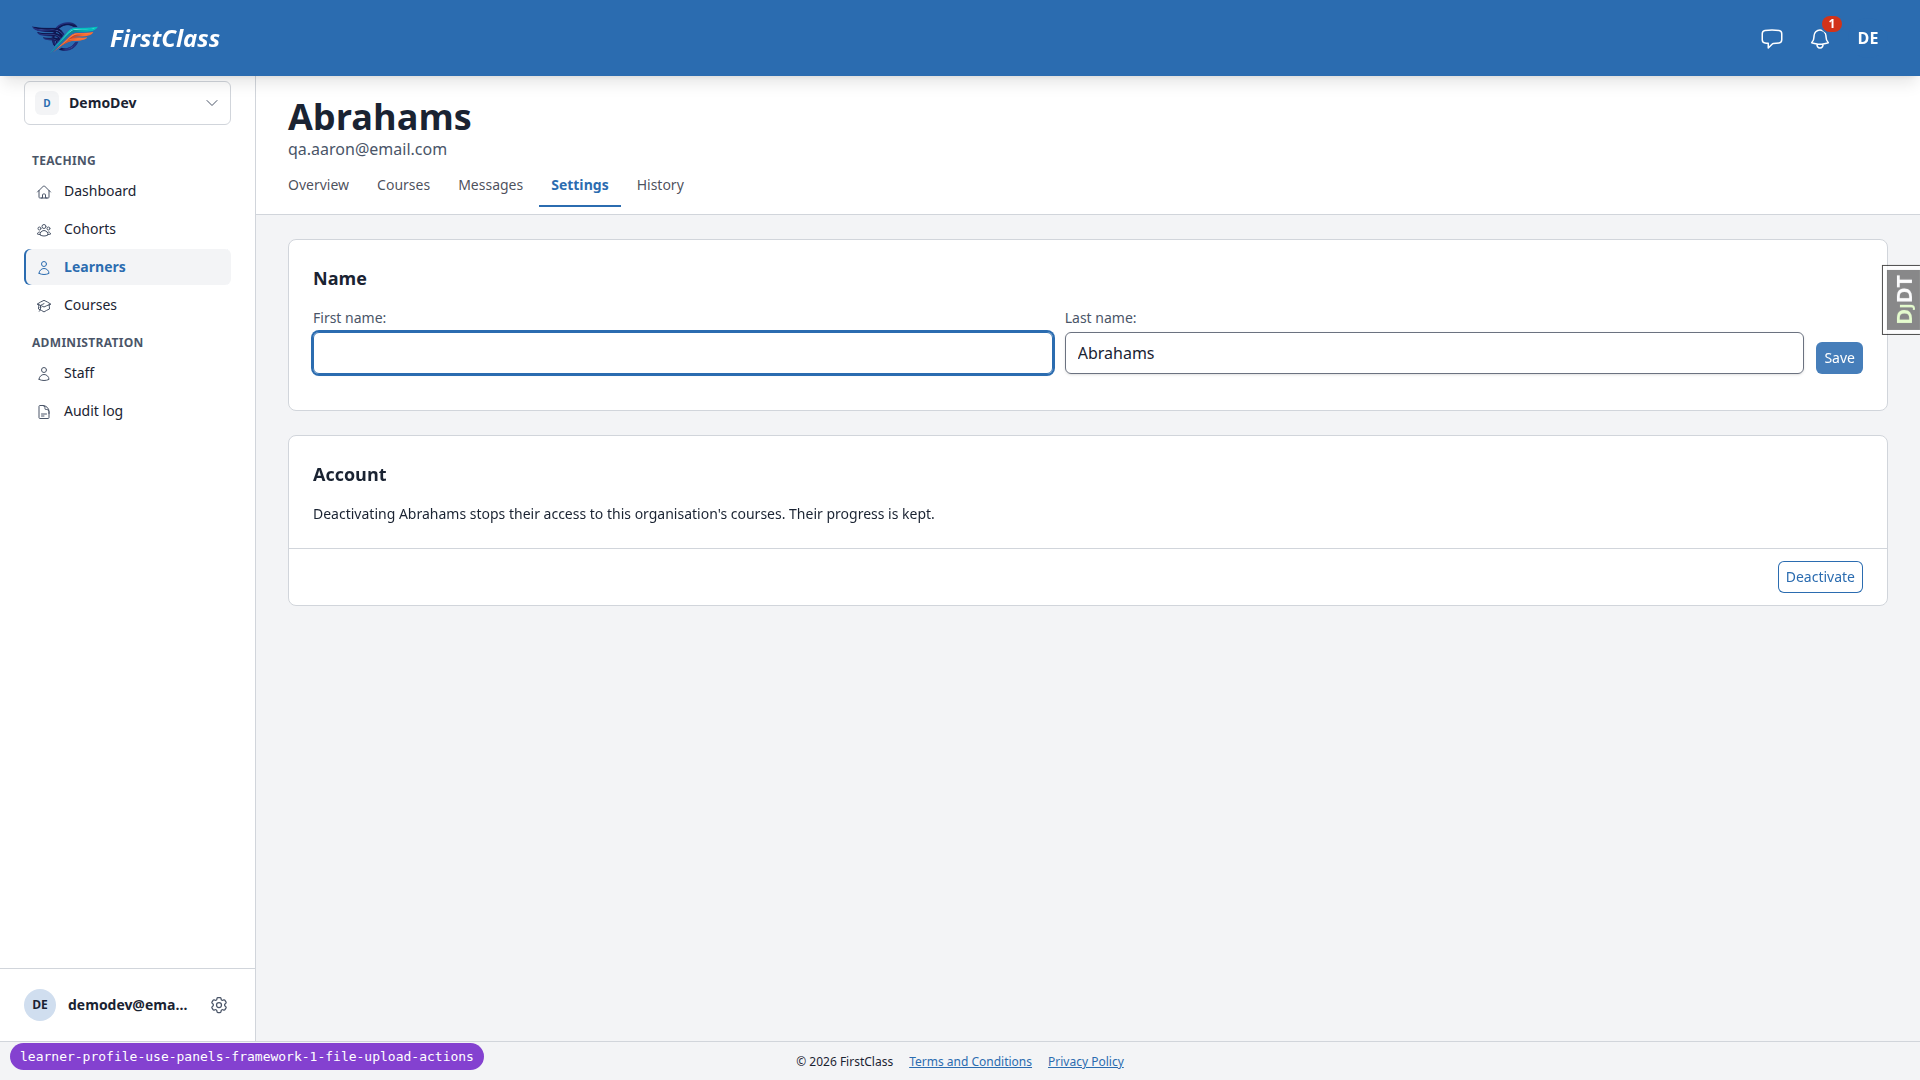 FirstClass
1
DE
D
DemoDev
TEACHING
Dashboard
Cohorts
Learners
Courses
ADMINISTRATION
Staff
Audit log
DE
demodev@ema...
Abrahams
qa.aaron@email.com
Overview
Courses
Messages
Settings
History
Name
First name:
Last name:
Abrahams
Save
Account
Deactivating Abrahams stops their access to this organisation's courses. Their progress is kept.
Deactivate
DJDT
learner-profile-use-panels-framework-1-file-upload-actions
© 2026 FirstClass
Terms and Conditions
Privacy Policy